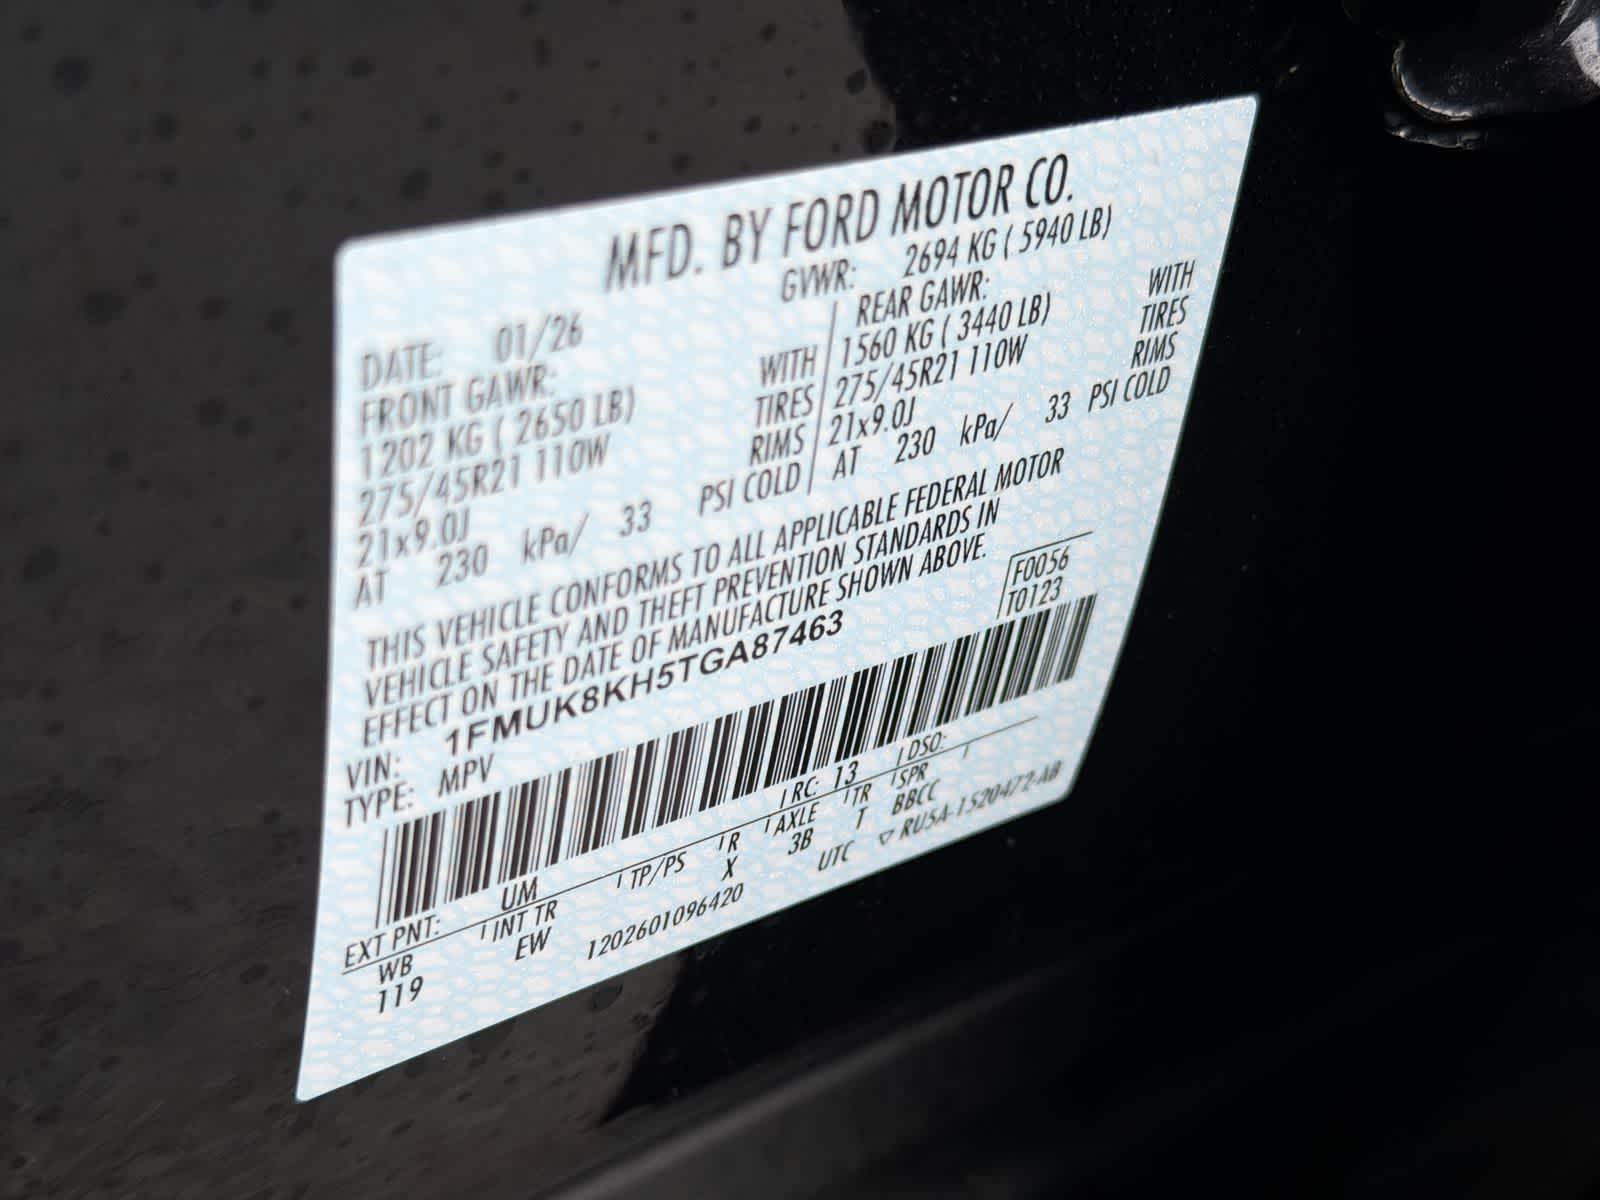 MFD. BY FORD MOTOR CO.
DATE: 01/26 GVWR: 2694 KG ( 5940 LB)
FRONT GAWR: REAR GAWR:
1202 KG ( 2650 LB) WITH 1560 KG ( 3440 LB) WITH
275/45R21 110W TIRES 275/45R21 110W TIRES
21x9.0J RIMS 21x9.0J RIMS
AT 230 kPa/ 33 PSI COLD AT 230 kPa/ 33 PSI COLD
THIS VEHICLE CONFORMS TO ALL APPLICABLE FEDERAL MOTOR
VEHICLE SAFETY AND THEFT PREVENTION STANDARDS IN
EFFECT ON THE DATE OF MANUFACTURE SHOWN ABOVE.
F0056
T0123
VIN: 1FMUK8KH5TGA87463
TYPE: MPV
EXT PNT: UM RC: 13 DSO:
WB INT TR TP/PS R AXLE TR SPR
119 EW X 3B T BBCC
1202601096420 UTC ▽ RU5A-1520472-AB